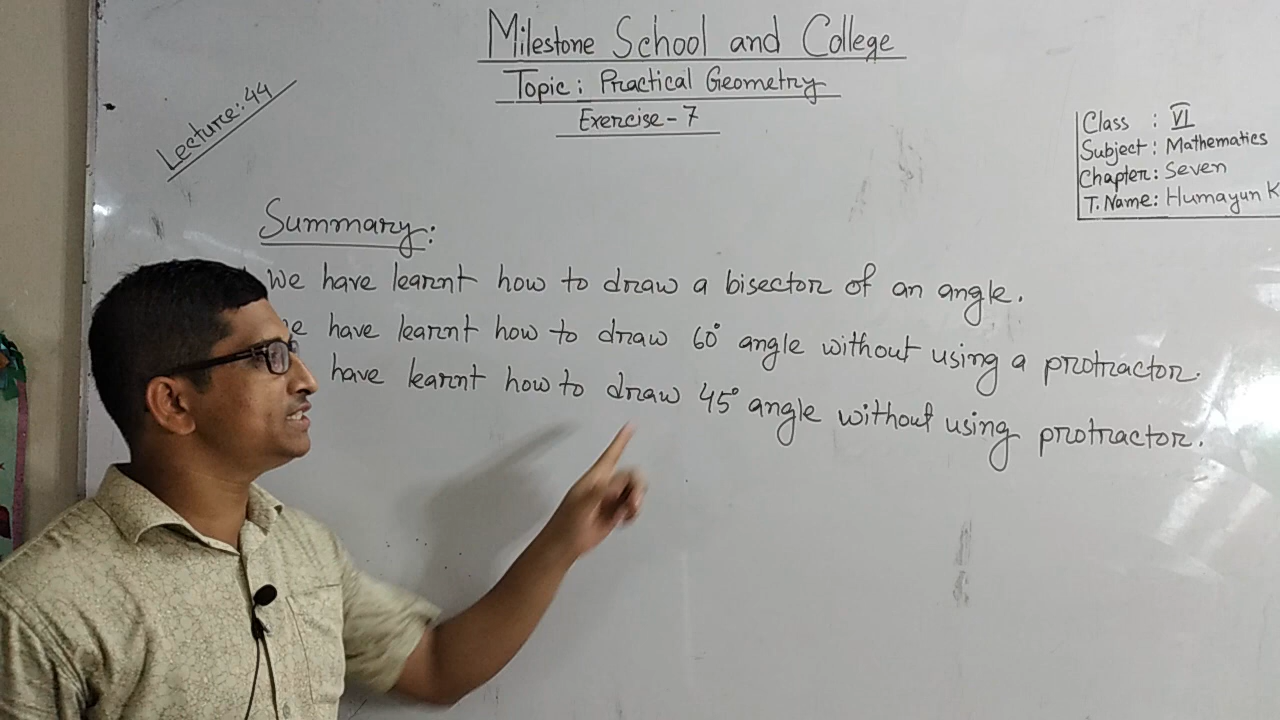 Milestone School and College
Topic: Practical Geometry
Exercise-7
Lecture:44
Class : VI
Subject: Mathematics
Chapter: Seven
T. Name: Humayun K
Summary:
We have learnt how to draw a bisector of an angle.
have learnt how to draw 60° angle without using a protractor.
have learnt how to draw 45° angle without using protractor.